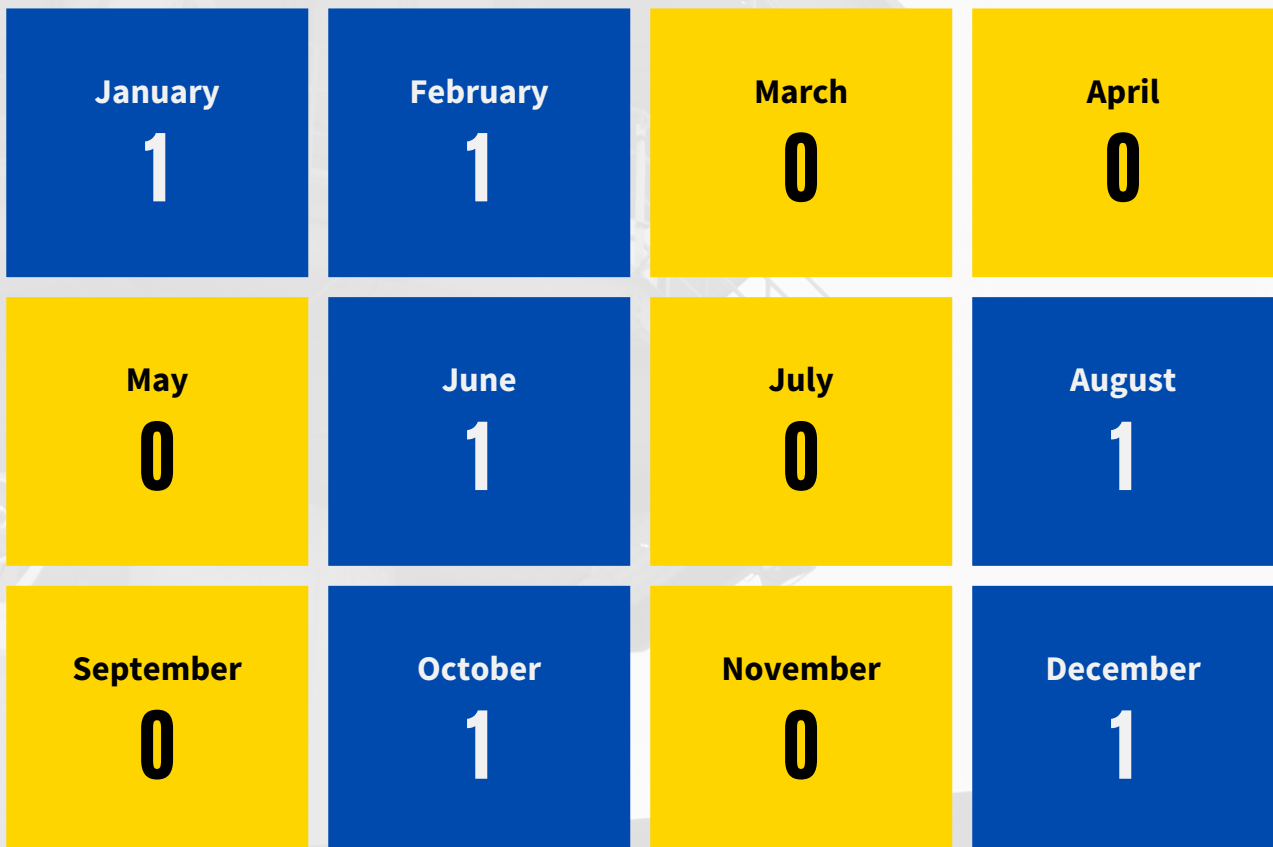 January
1
February
1
March
0
April
0
May
0
June
1
July
0
August
1
September
0
October
1
November
0
December
1